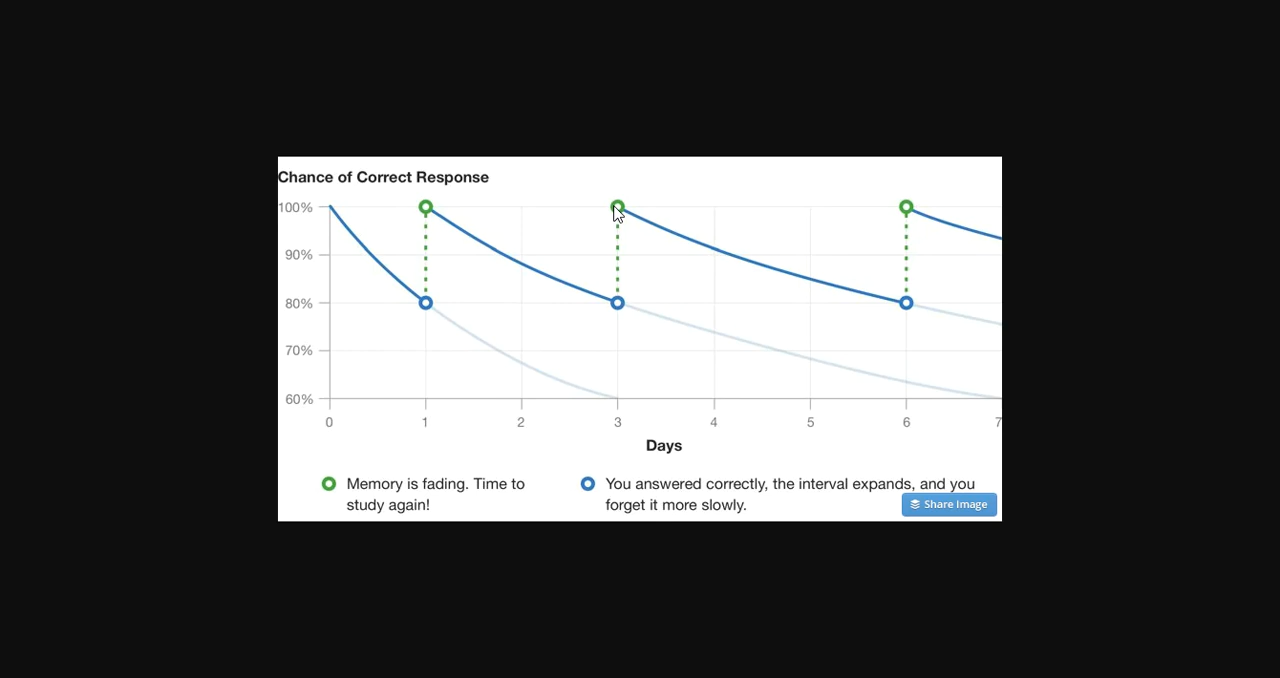 Chance of Correct Response
100%
90%
80%
70%
60%
0 1 2 3 4 5 6 7
Days
Memory is fading. Time to
study again!
You answered correctly, the interval expands, and you
forget it more slowly.
Share Image